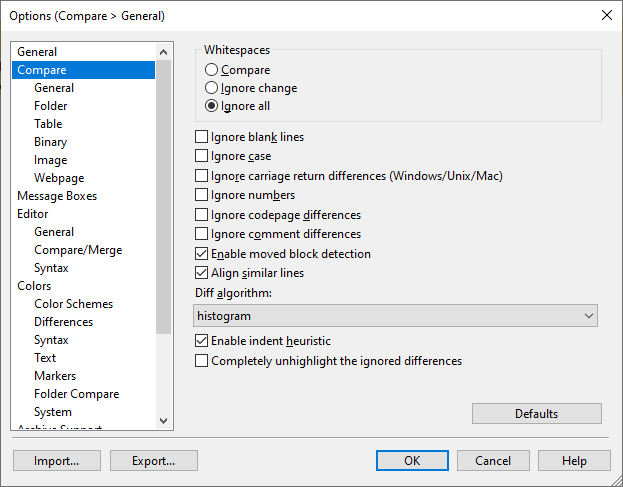 Options (Compare > General)
General
Compare
General
Folder
Table
Binary
Image
Webpage
Message Boxes
Editor
General
Compare/Merge
Syntax
Colors
Color Schemes
Differences
Syntax
Text
Markers
Folder Compare
System
Archive Support
Whitespaces
Compare
Ignore change
Ignore all
Ignore blank lines
Ignore case
Ignore carriage return differences (Windows/Unix/Mac)
Ignore numbers
Ignore codepage differences
Ignore comment differences
Enable moved block detection
Align similar lines
Diff algorithm:
histogram
Enable indent heuristic
Completely unhighlight the ignored differences
Defaults
Import...
Export...
OK
Cancel
Help